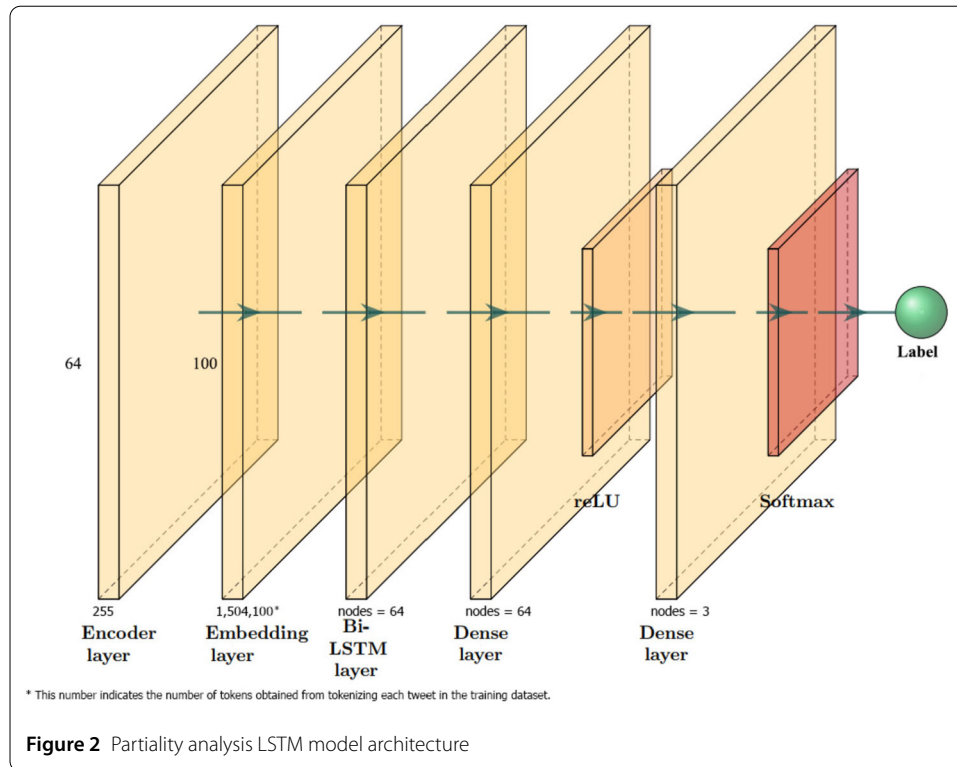 64
100
Label
reLU
Softmax
255
1,504,100*
nodes = 64
nodes = 64
nodes = 3
Encoder
layer
Embedding
layer
Bi-
LSTM
layer
Dense
layer
Dense
layer
* This number indicates the number of tokens obtained from tokenizing each tweet in the training dataset.
Figure 2 Partiality analysis LSTM model architecture